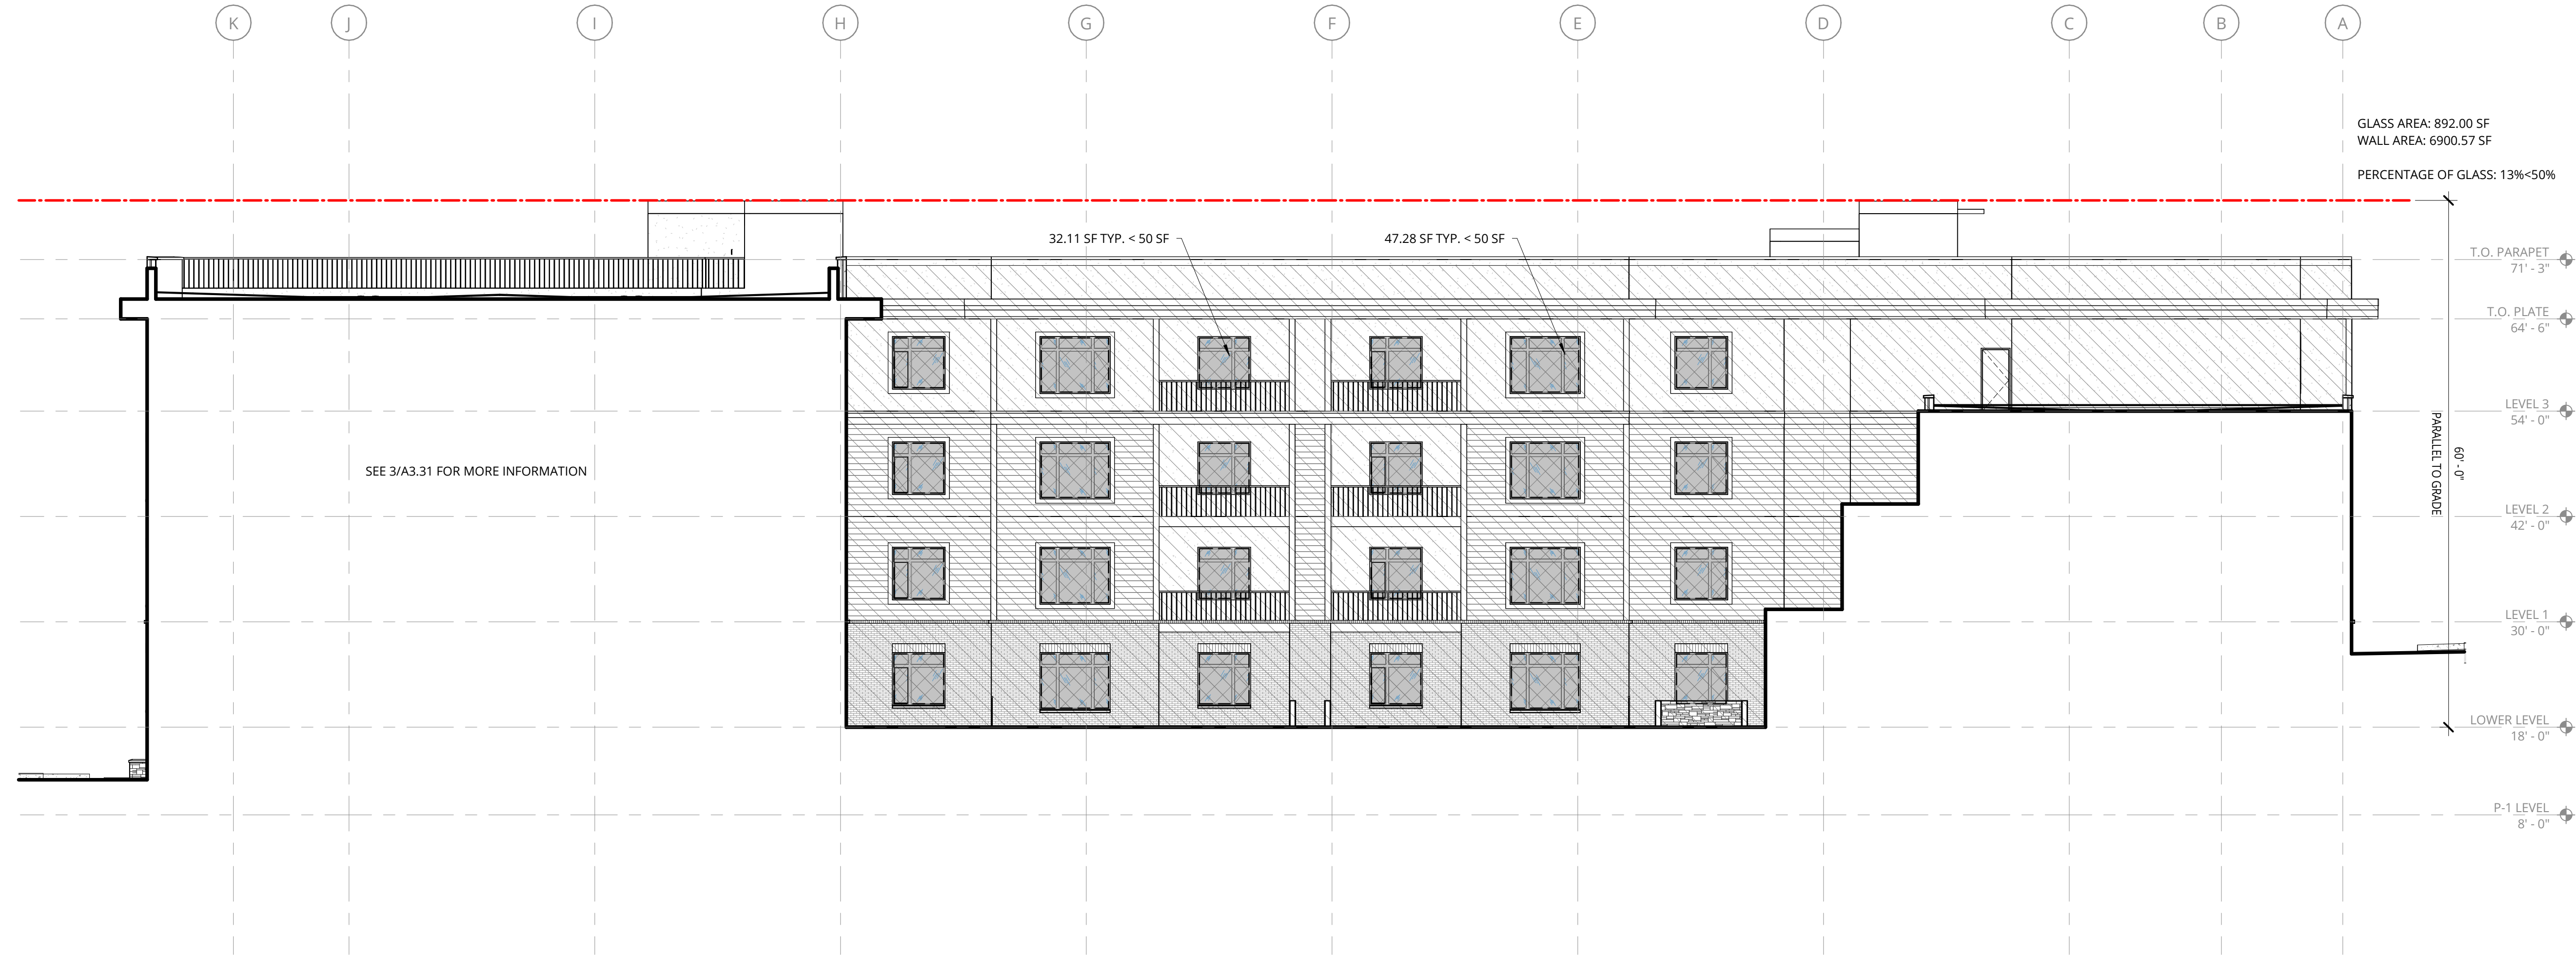 K J I H G F E D C B A
GLASS AREA: 892.00 SF
WALL AREA: 6900.57 SF
PERCENTAGE OF GLASS: 13%<50%
32.11 SF TYP. < 50 SF
47.28 SF TYP. < 50 SF
T.O. PARAPET
71' - 3"
T.O. PLATE
64' - 6"
LEVEL 3
54' - 0"
60' - 0"
PARALLEL TO GRADE
SEE 3/A3.31 FOR MORE INFORMATION
LEVEL 2
42' - 0"
LEVEL 1
30' - 0"
LOWER LEVEL
18' - 0"
P-1 LEVEL
8' - 0"